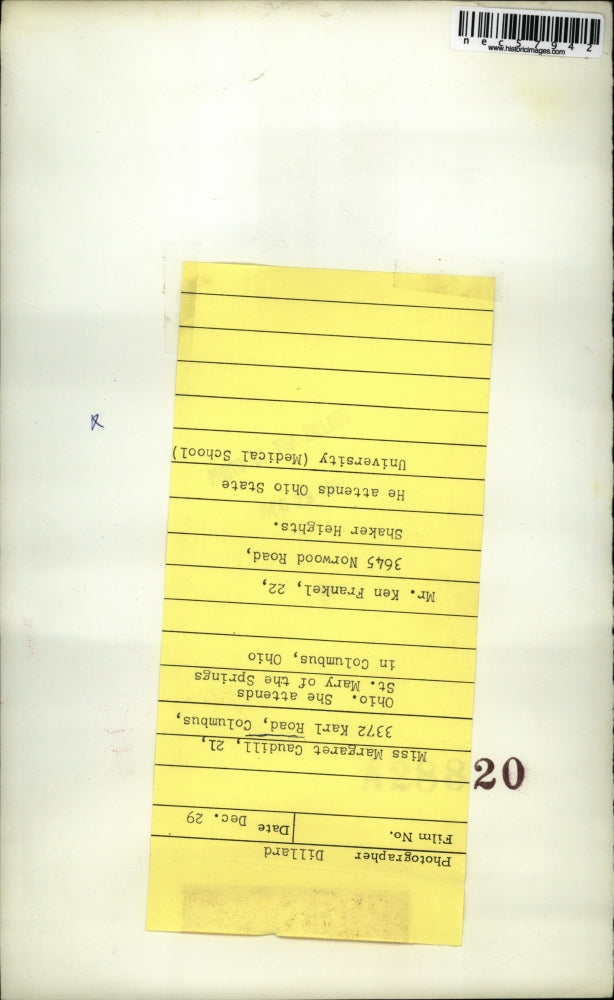 nec57942
www.historicimages.com
Photographer Dillard
Film No. Date Dec. 29
Miss Margaret Caudill, 21,
3372 Karl Road, Columbus,
Ohio. She attends
St. Mary of the Springs
in Columbus, Ohio
Mr. Ken Frankel, 22,
3645 Norwood Road,
Shaker Heights.
He attends Ohio State
University (Medical School)
20